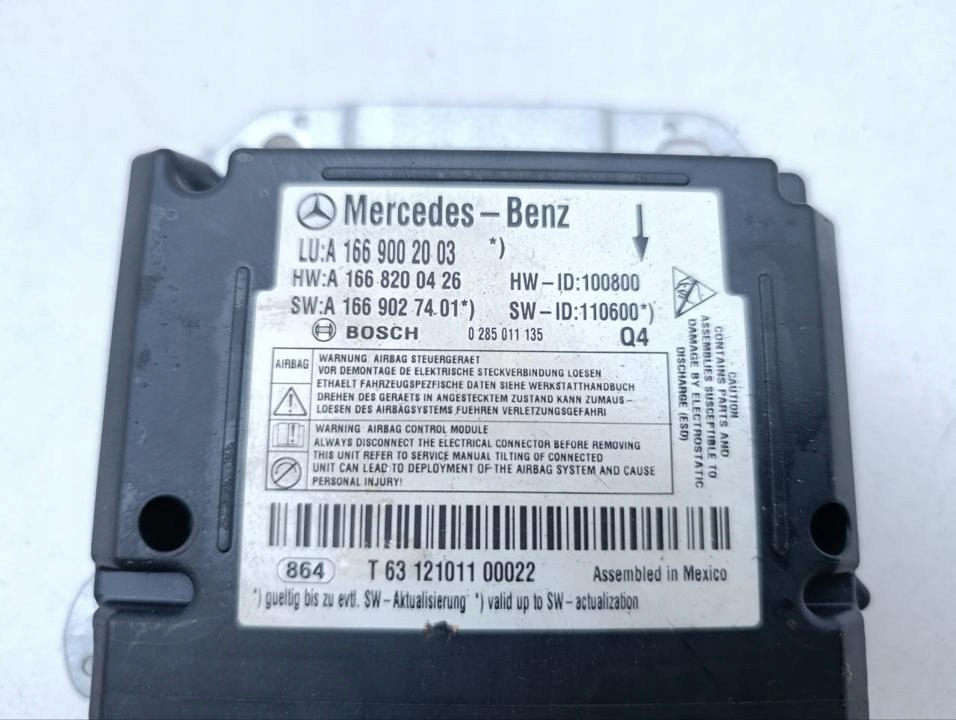 Mercedes-Benz
LU:A 166 900 20 03 *)
HW:A 166 820 04 26 HW-ID:100800
SW:A 166 902 74 01*) SW-ID:110600*)
BOSCH 0 285 011 135 Q4
AIRBAG
WARNUNG: AIRBAG STEUERGERAET
VOR DEMONTAGE DE ELEKTRISCHE STECKVERBINDUNG LOESEN
ETHAELT FAHRZEUGSPEZFISCHE DATEN SIEHE WERKSTATTHANDBUCH
DREHEN DES GERAETS IN ANGESTECKTEM ZUSTAND KANN ZUMAUS-
LOESEN DES AIRBAGSYSTEMS FUEHREN VERLETZUNGSGEFAHR!
WARNING AIRBAG CONTROL MODULE
ALWAYS DISCONNECT THE ELECTRICAL CONNECTOR BEFORE REMOVING
THIS UNIT REFER TO SERVICE MANUAL TILTING OF CONNECTED
UNIT CAN LEAD TO DEPLOYMENT OF THE AIRBAG SYSTEM AND CAUSE
PERSONAL INJURY!
CAUTION
CONTAINS PARTS AND
ASSEMBLIES SUSCEPTIBLE TO
DAMAGE BY ELECTROSTATIC
DISCHARGE (ESD)
864 T 63 121011 00022 Assembled in Mexico
*) gueltig bis zu evtl. SW-Aktualisierung *) valid up to SW-actualization